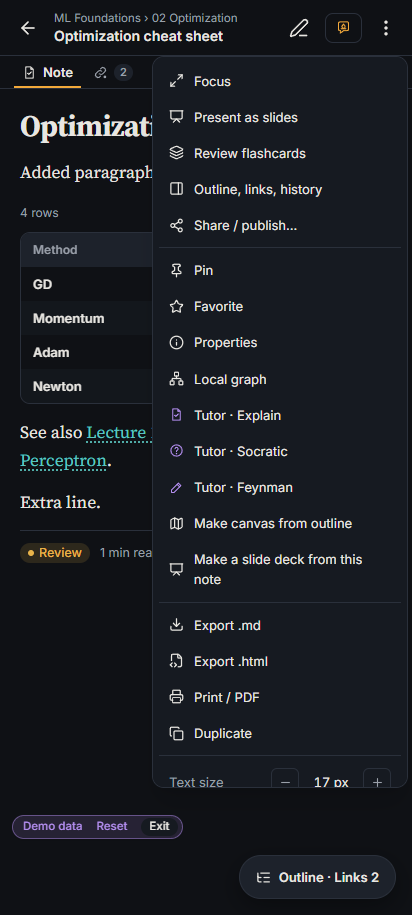 ML Foundations › 02 Optimization
Optimization cheat sheet
Note
2
Focus
Present as slides
Review flashcards
Outline, links, history
Share / publish...
Pin
Favorite
Properties
Local graph
Tutor · Explain
Tutor · Socratic
Tutor · Feynman
Make canvas from outline
Make a slide deck from this
note
Export .md
Export .html
Print / PDF
Duplicate
Text size − 17 px +
Added paragraph
4 rows
Method
GD
Momentum
Adam
Newton
See also Lecture
Perceptron.
Extra line.
Review 1 min
Demo data Reset Exit
Outline · Links 2